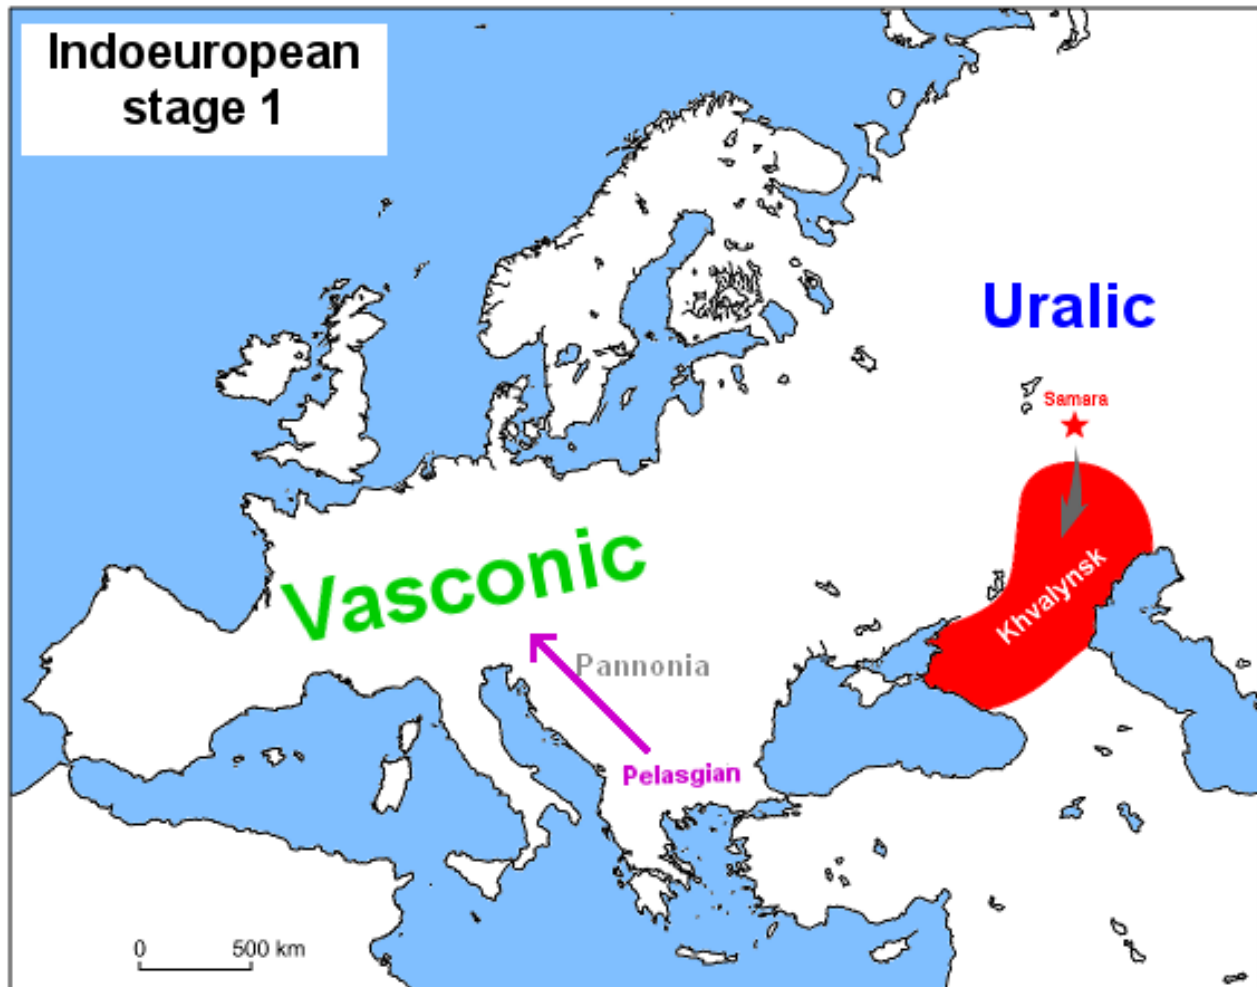 Indoeuropean
stage 1
Uralic
Samara
Vasconic
Khvalynsk
Pannonia
Pelasgian
0 500 km